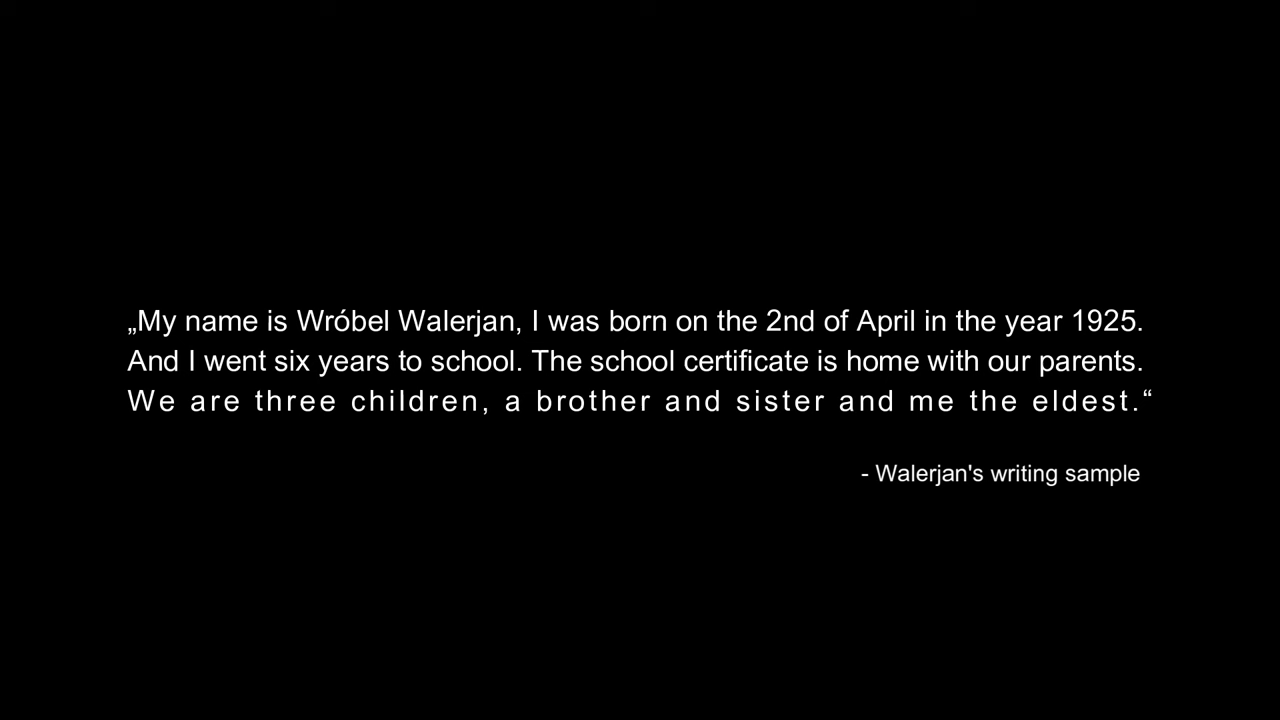 „My name is Wróbel Walerjan, I was born on the 2nd of April in the year 1925.
And I went six years to school. The school certificate is home with our parents.
We are three children, a brother and sister and me the eldest.“
- Walerjan's writing sample